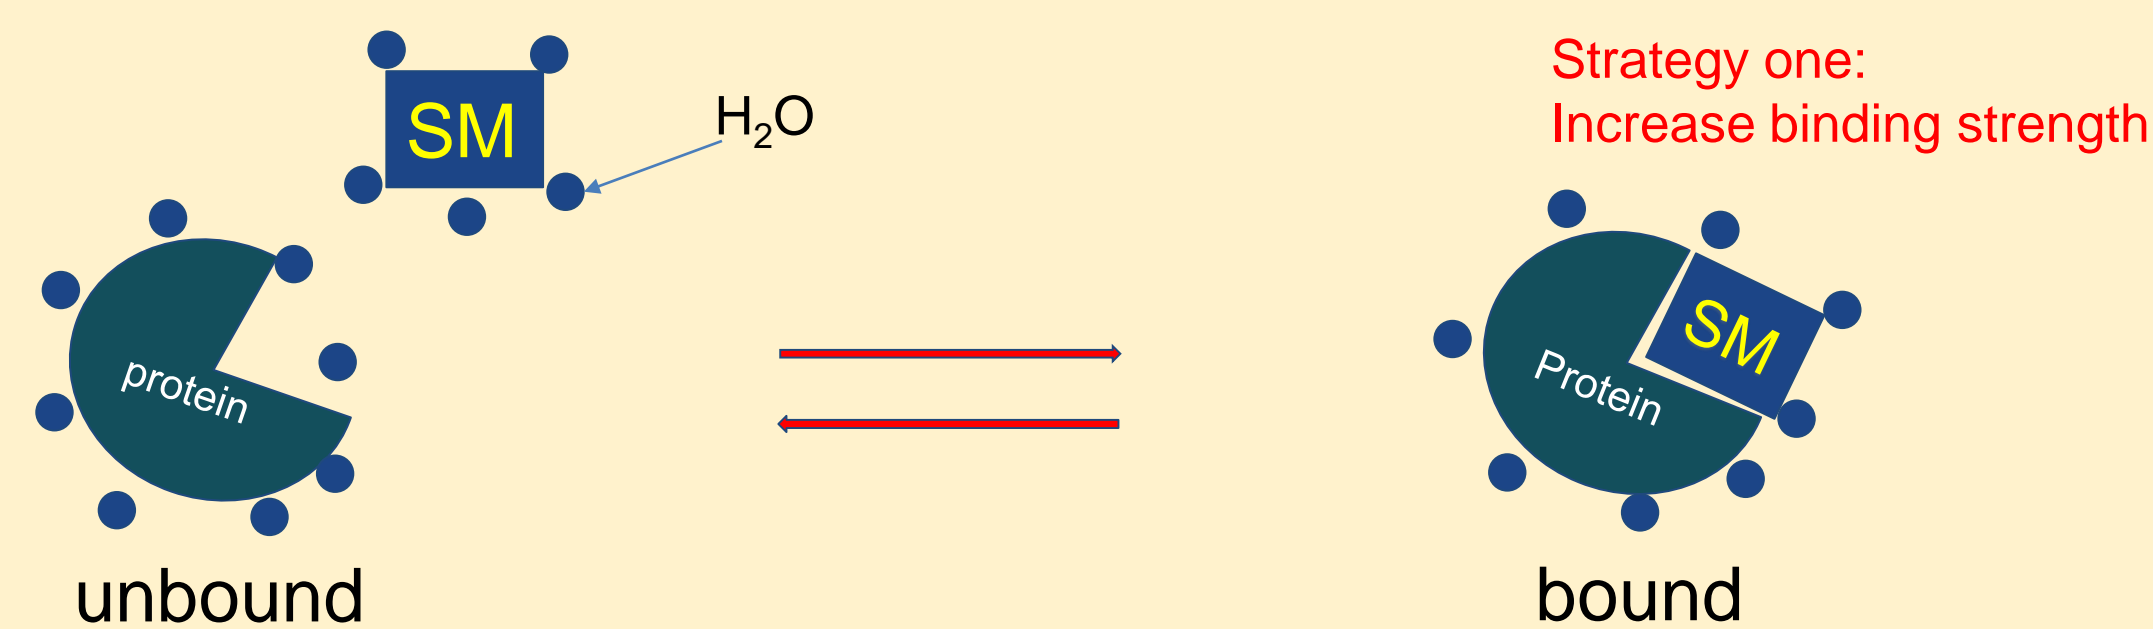 SM
H₂O
Strategy one:
Increase binding strength
protein
SM
Protein
unbound
bound